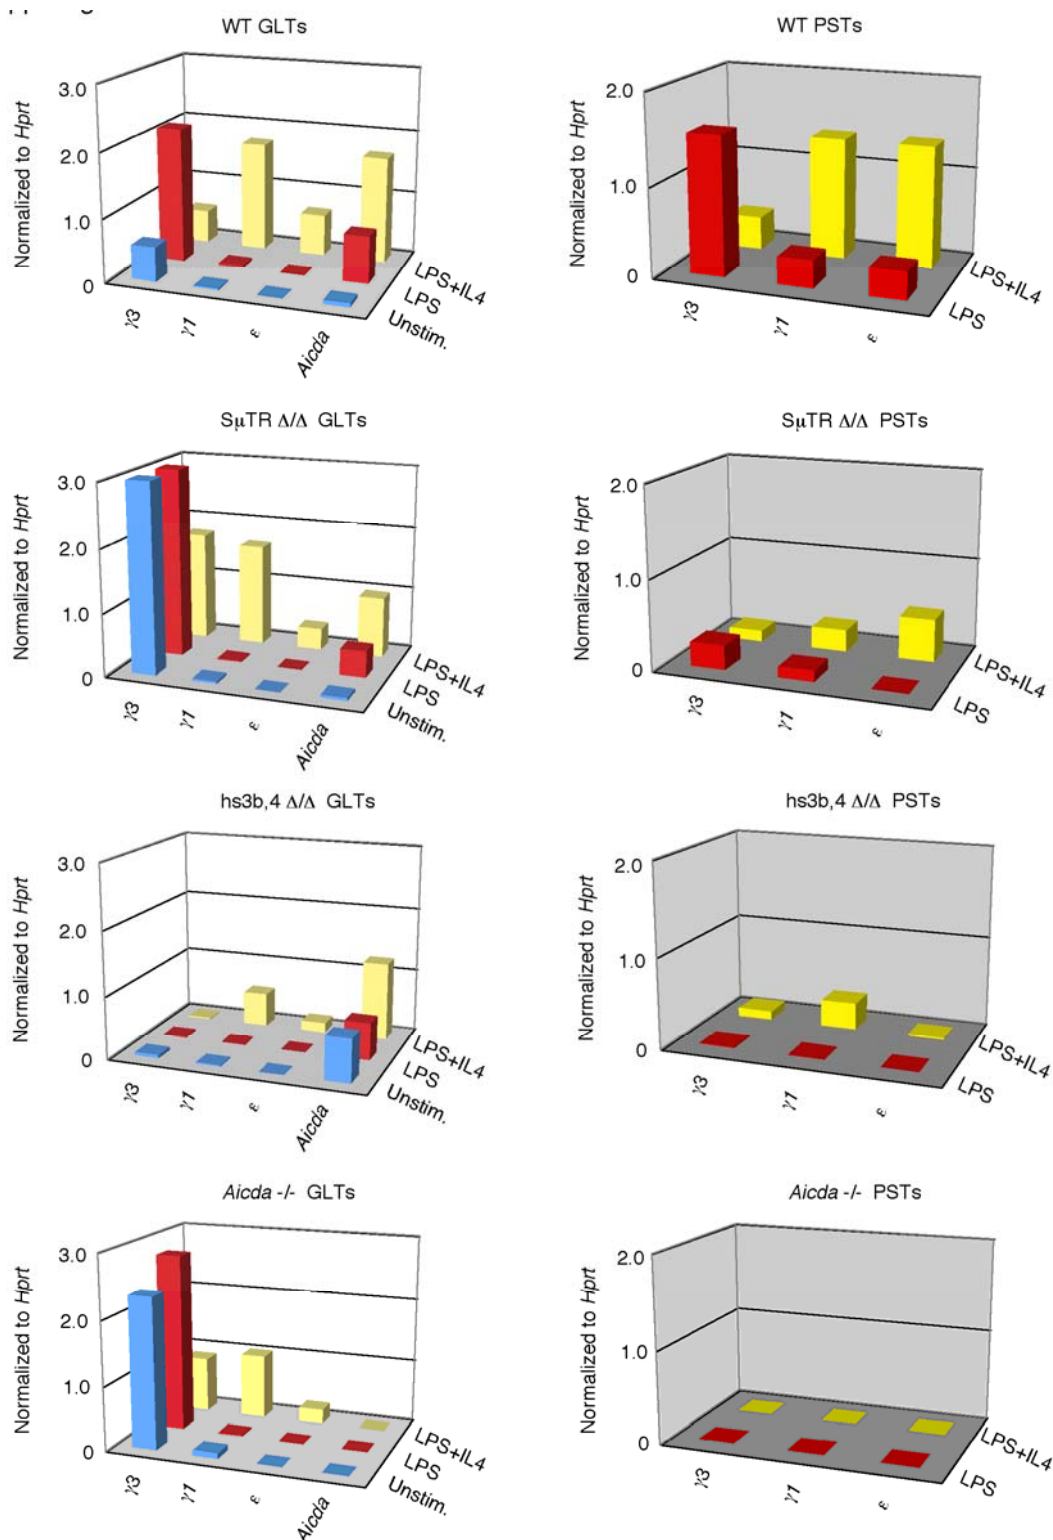 WT GLTs
Normalized to Hprt
3.0
2.0
1.0
0
γ3
γ1
ε
Aicda
LPS+IL4
LPS
Unstim.
WT PSTs
Normalized to Hprt
2.0
1.0
0
γ3
γ1
ε
LPS+IL4
LPS
SμTR Δ/Δ GLTs
Normalized to Hprt
3.0
2.0
1.0
0
γ3
γ1
ε
Aicda
LPS+IL4
LPS
Unstim.
SμTR Δ/Δ PSTs
Normalized to Hprt
2.0
1.0
0
γ3
γ1
ε
LPS+IL4
LPS
hs3b,4 Δ/Δ GLTs
Normalized to Hprt
3.0
2.0
1.0
0
γ3
γ1
ε
Aicda
LPS+IL4
LPS
Unstim.
hs3b,4 Δ/Δ PSTs
Normalized to Hprt
2.0
1.0
0
γ3
γ1
ε
LPS+IL4
LPS
Aicda -/- GLTs
Normalized to Hprt
3.0
2.0
1.0
0
γ3
γ1
ε
Aicda
LPS+IL4
LPS
Unstim.
Aicda -/- PSTs
Normalized to Hprt
2.0
1.0
0
γ3
γ1
ε
LPS+IL4
LPS